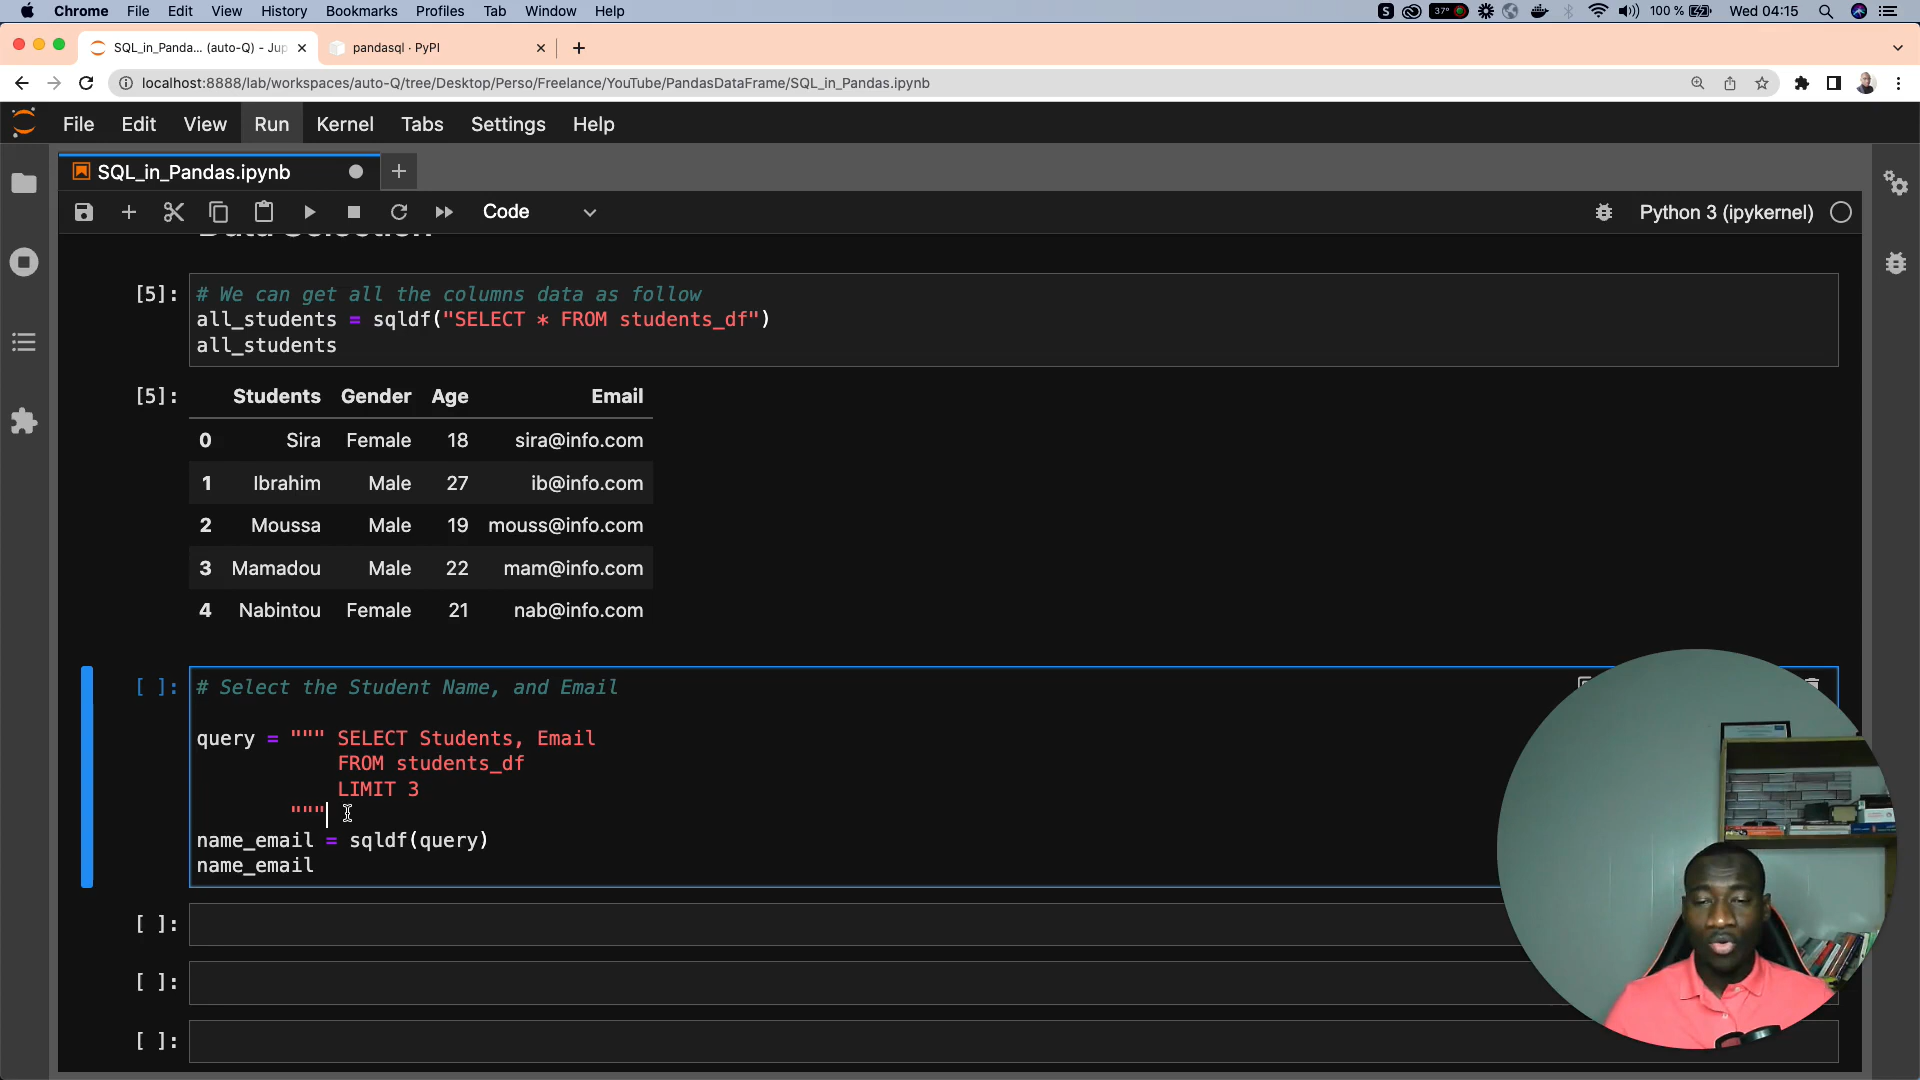 Chrome File Edit View History Bookmarks Profiles Tab Window Help S 37° 100 % Wed 04:15
SQL_in_Panda... (auto-Q) - Jup pandasql · PyPI
localhost:8888/lab/workspaces/auto-Q/tree/Desktop/Perso/Freelance/YouTube/PandasDataFrame/SQL_in_Pandas.ipynb
File Edit View Run Kernel Tabs Settings Help
SQL_in_Pandas.ipynb
Code Python 3 (ipykernel)
Data Selection
[5]: # We can get all the columns data as follow
all_students = sqldf("SELECT * FROM students_df")
all_students
[5]: Students Gender Age Email
0 Sira Female 18 sira@info.com
1 Ibrahim Male 27 ib@info.com
2 Moussa Male 19 mouss@info.com
3 Mamadou Male 22 mam@info.com
4 Nabintou Female 21 nab@info.com
[ ]: # Select the Student Name, and Email
query = """ SELECT Students, Email
FROM students_df
LIMIT 3
"""
name_email = sqldf(query)
name_email
[ ]:
[ ]:
[ ]: